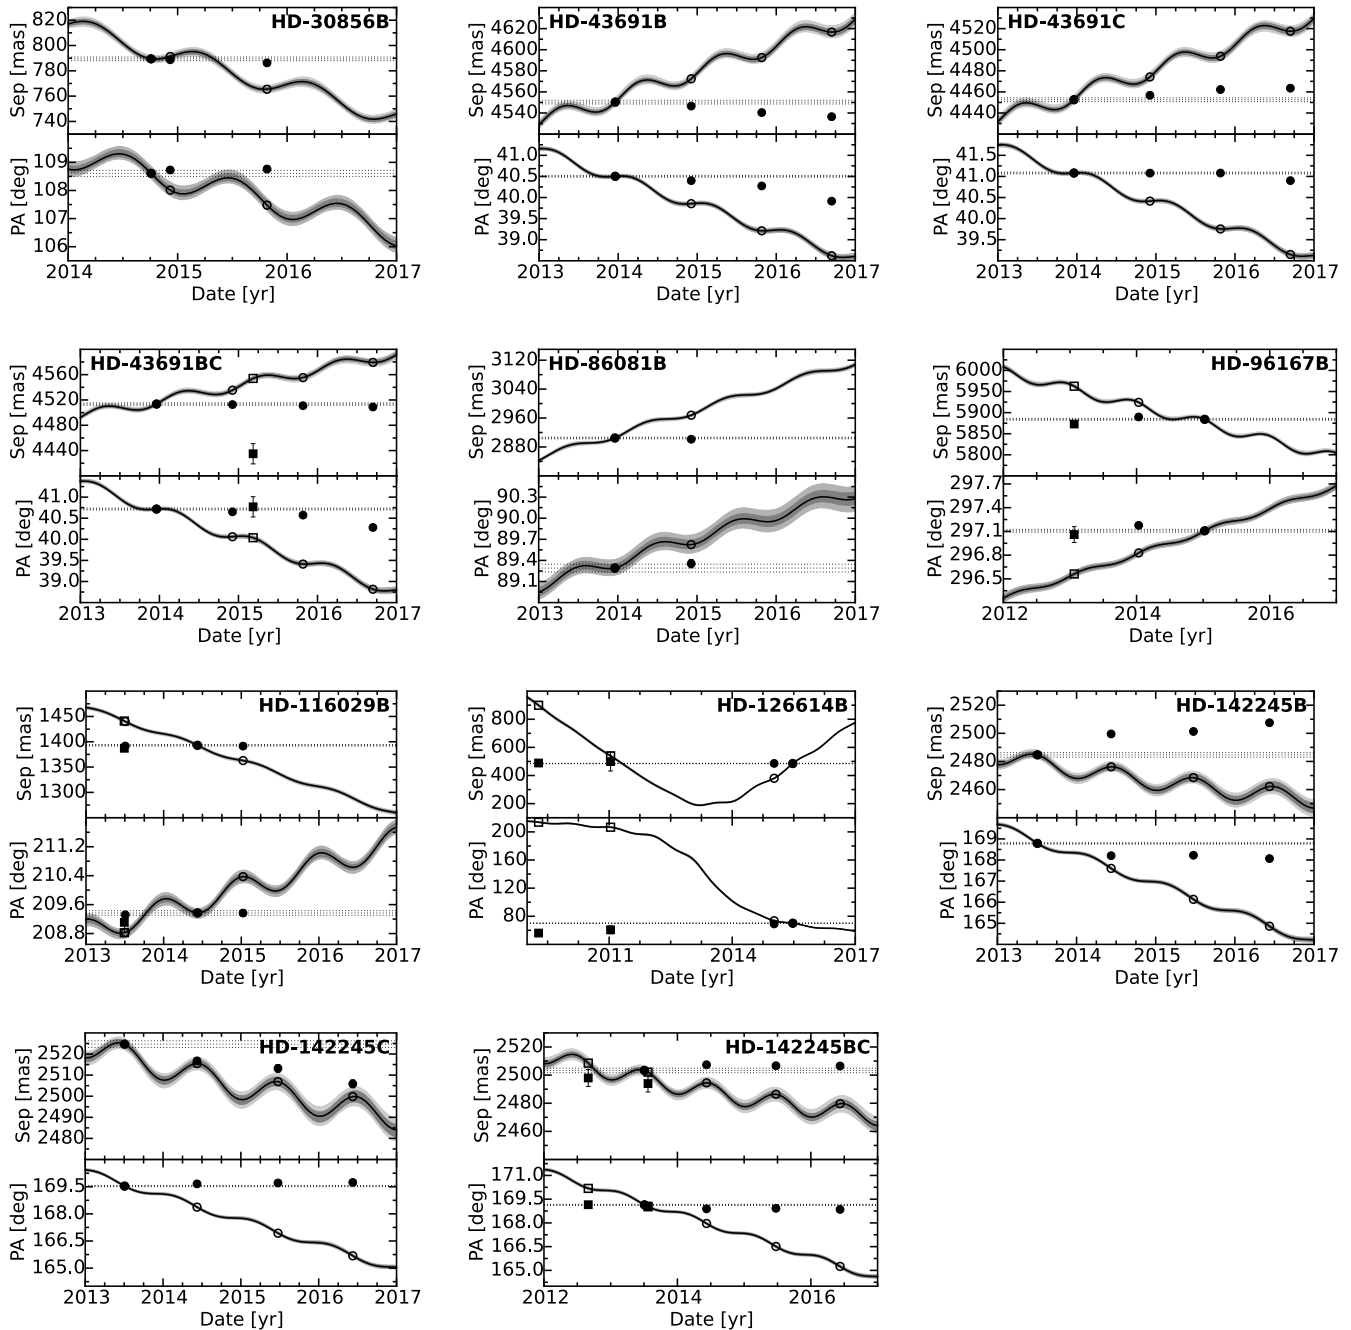 HD-30856B
Sep [mas]
820
800
780
760
740
PA [deg]
109
108
107
106
2014 2015 2016 2017
Date [yr]
HD-43691B
Sep [mas]
4620
4600
4580
4560
4540
PA [deg]
41.0
40.5
40.0
39.5
39.0
2013 2014 2015 2016 2017
Date [yr]
HD-43691C
Sep [mas]
4520
4500
4480
4460
4440
PA [deg]
41.5
41.0
40.5
40.0
39.5
2013 2014 2015 2016 2017
Date [yr]
HD-43691BC
Sep [mas]
4560
4520
4480
4440
PA [deg]
41.0
40.5
40.0
39.5
39.0
2013 2014 2015 2016 2017
Date [yr]
HD-86081B
Sep [mas]
3120
3040
2960
2880
PA [deg]
90.3
90.0
89.7
89.4
89.1
2013 2014 2015 2016 2017
Date [yr]
HD-96167B
Sep [mas]
6000
5950
5900
5850
5800
PA [deg]
297.7
297.4
297.1
296.8
296.5
2012 2014 2016
Date [yr]
HD-116029B
Sep [mas]
1450
1400
1350
1300
PA [deg]
211.2
210.4
209.6
208.8
2013 2014 2015 2016 2017
Date [yr]
HD-126614B
Sep [mas]
800
600
400
200
PA [deg]
200
160
120
80
2011 2014 2017
Date [yr]
HD-142245B
Sep [mas]
2520
2500
2480
2460
PA [deg]
169
168
167
166
165
2013 2014 2015 2016 2017
Date [yr]
HD-142245C
Sep [mas]
2520
2510
2500
2490
2480
PA [deg]
169.5
168.0
166.5
165.0
2013 2014 2015 2016 2017
Date [yr]
HD-142245BC
Sep [mas]
2520
2500
2480
2460
PA [deg]
171.0
169.5
168.0
166.5
165.0
2012 2014 2016
Date [yr]